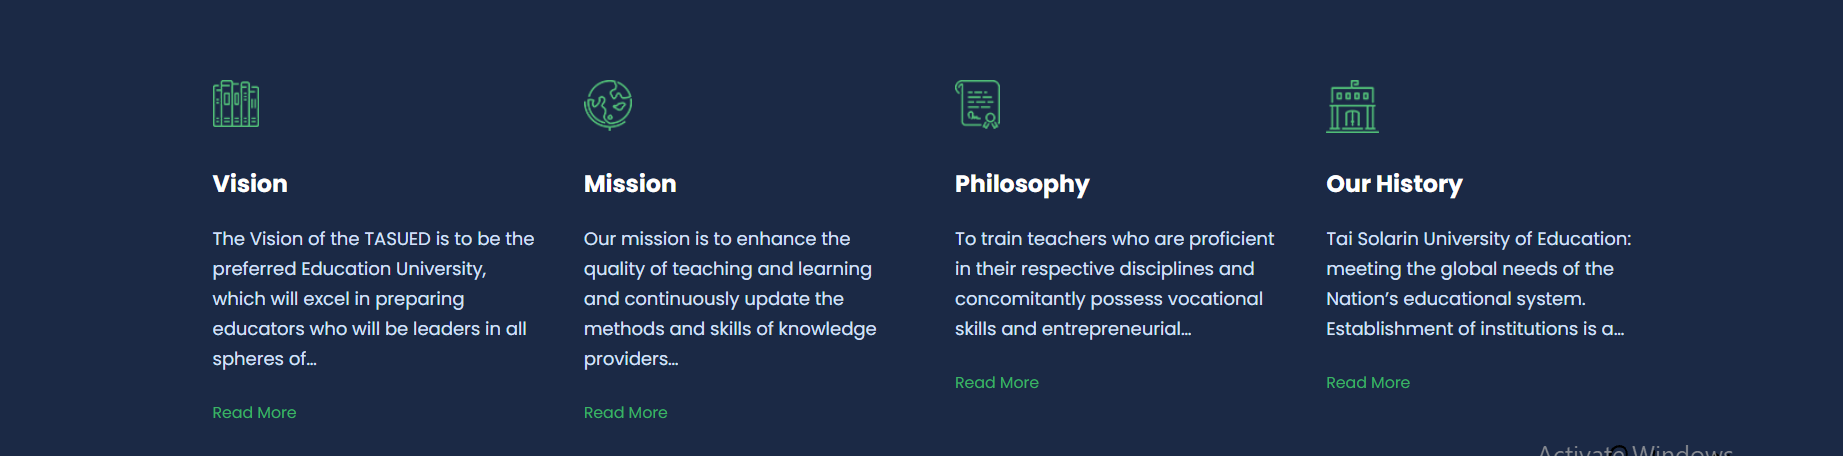 Vision
The Vision of the TASUED is to be the
preferred Education University,
which will excel in preparing
educators who will be leaders in all
spheres of...
Read More
Mission
Our mission is to enhance the
quality of teaching and learning
and continuously update the
methods and skills of knowledge
providers...
Read More
Philosophy
To train teachers who are proficient
in their respective disciplines and
concomitantly possess vocational
skills and entrepreneurial...
Read More
Our History
Tai Solarin University of Education:
meeting the global needs of the
Nation’s educational system.
Establishment of institutions is a...
Read More
Activate Windows